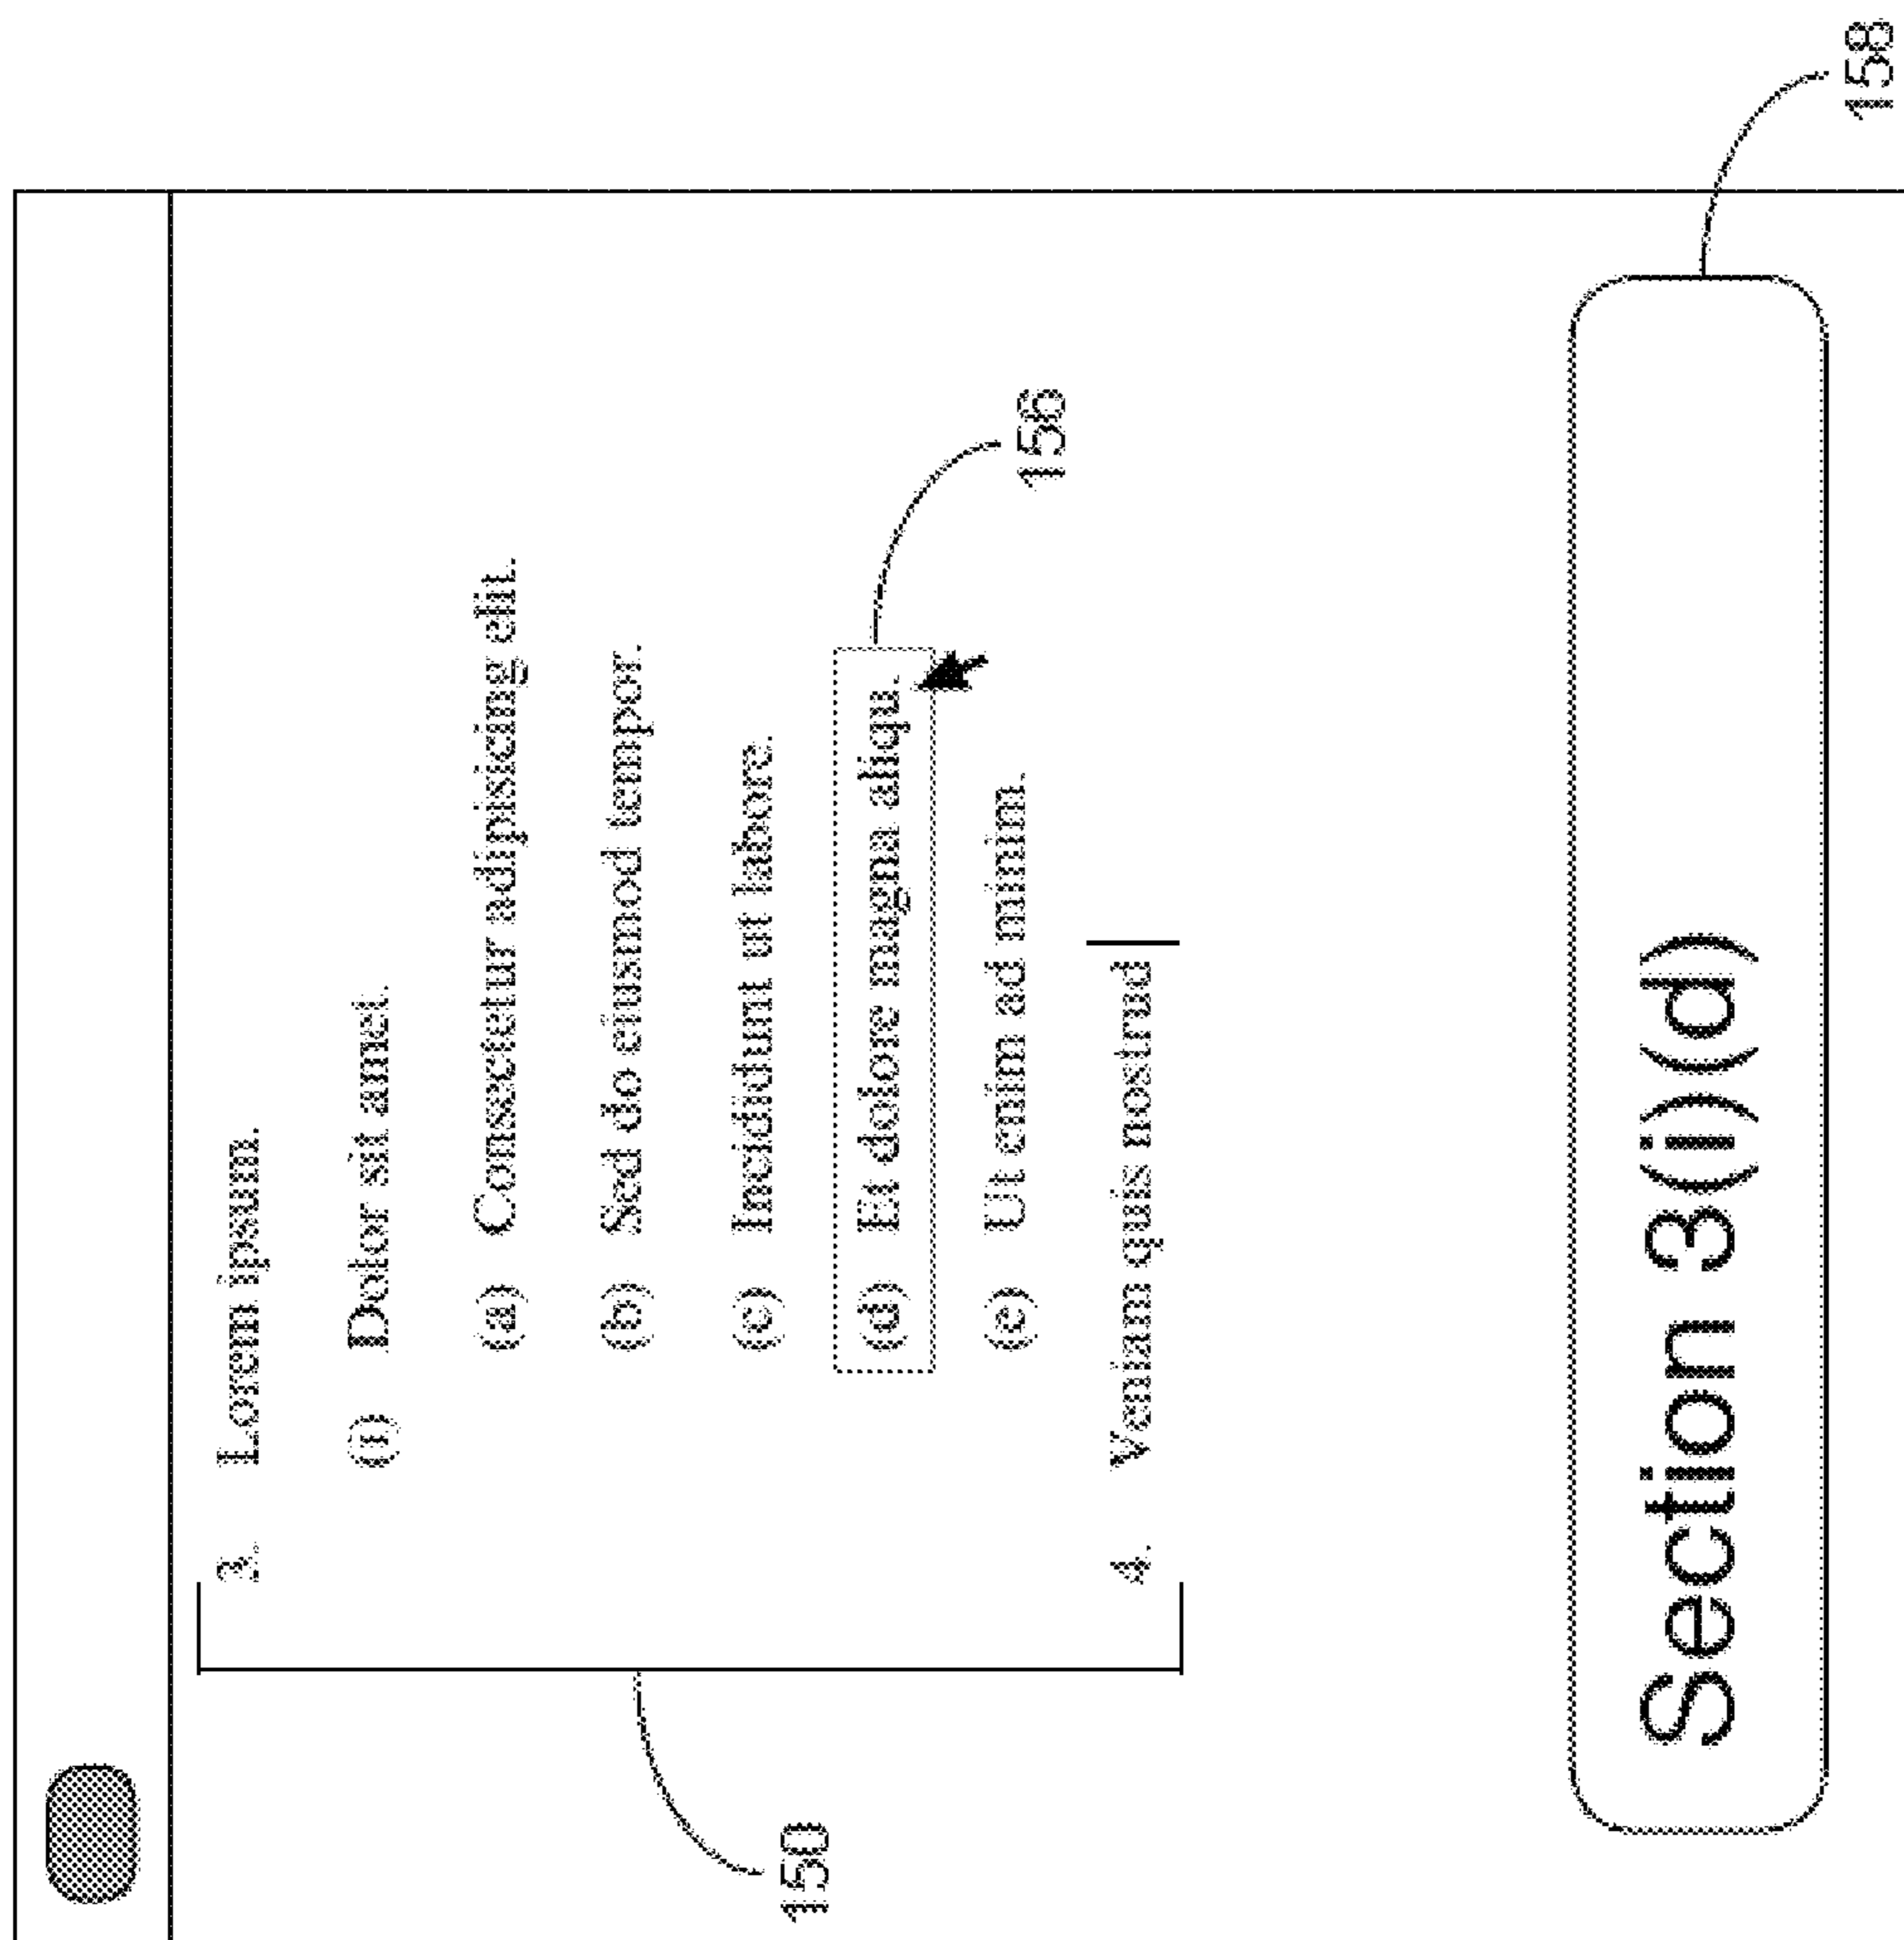 3. Lorem ipsum.
(i) Dolor sit amet.
(a) Consectetur adipisicing elit.
(b) Sed do eiusmod tempor.
(c) Incididunt ut labore.
(d) Et dolore magna aliqu.
(e) Ut enim ad minim.
4. Veniam quis nostrud
150
156
Section 3(i)(d)
158